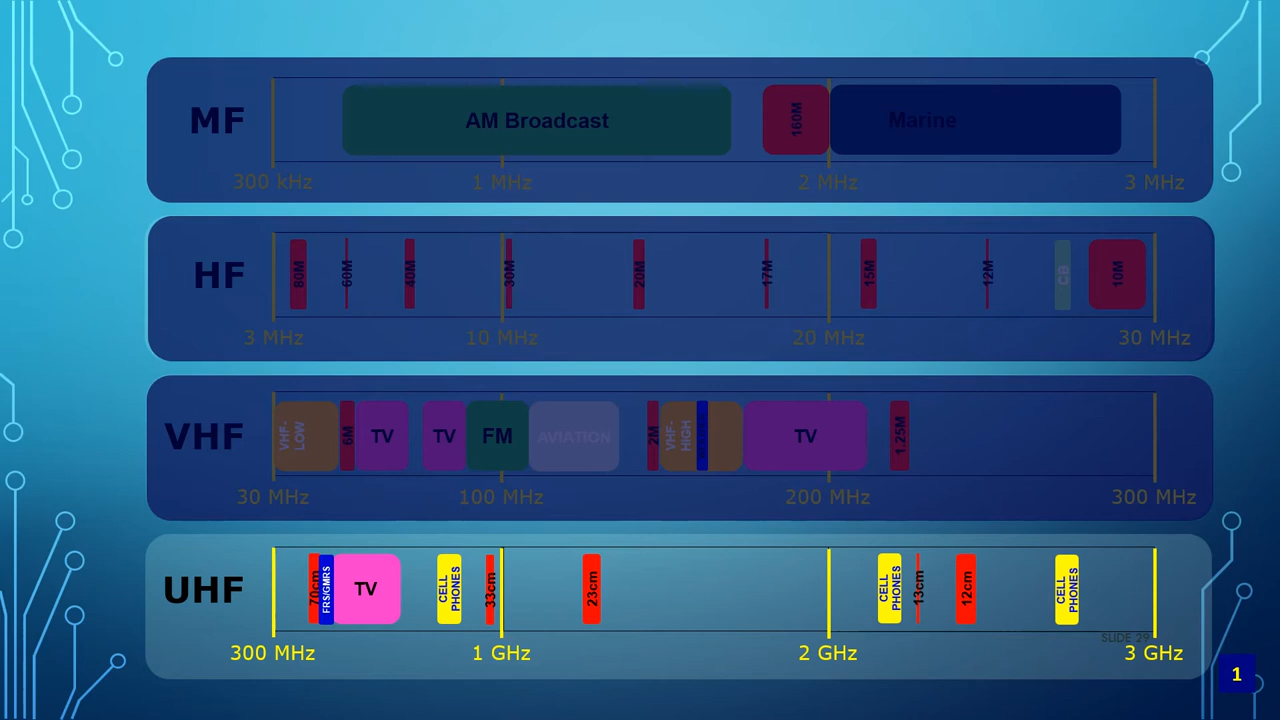 MF
AM Broadcast
160M
Marine
300 kHz
1 MHz
2 MHz
3 MHz
HF
80M
60M
40M
30M
20M
17M
15M
12M
CB
10M
3 MHz
10 MHz
20 MHz
30 MHz
VHF
VHF-
LOW
6M
TV
TV
FM
AVIATION
2M
VHF-
HIGH
TV
1.25M
30 MHz
100 MHz
200 MHz
300 MHz
UHF
70cm
FRS/GMRS
TV
CELL
PHONES
33cm
23cm
CELL
PHONES
13cm
12cm
CELL
PHONES
SLIDE 29
300 MHz
1 GHz
2 GHz
3 GHz
1